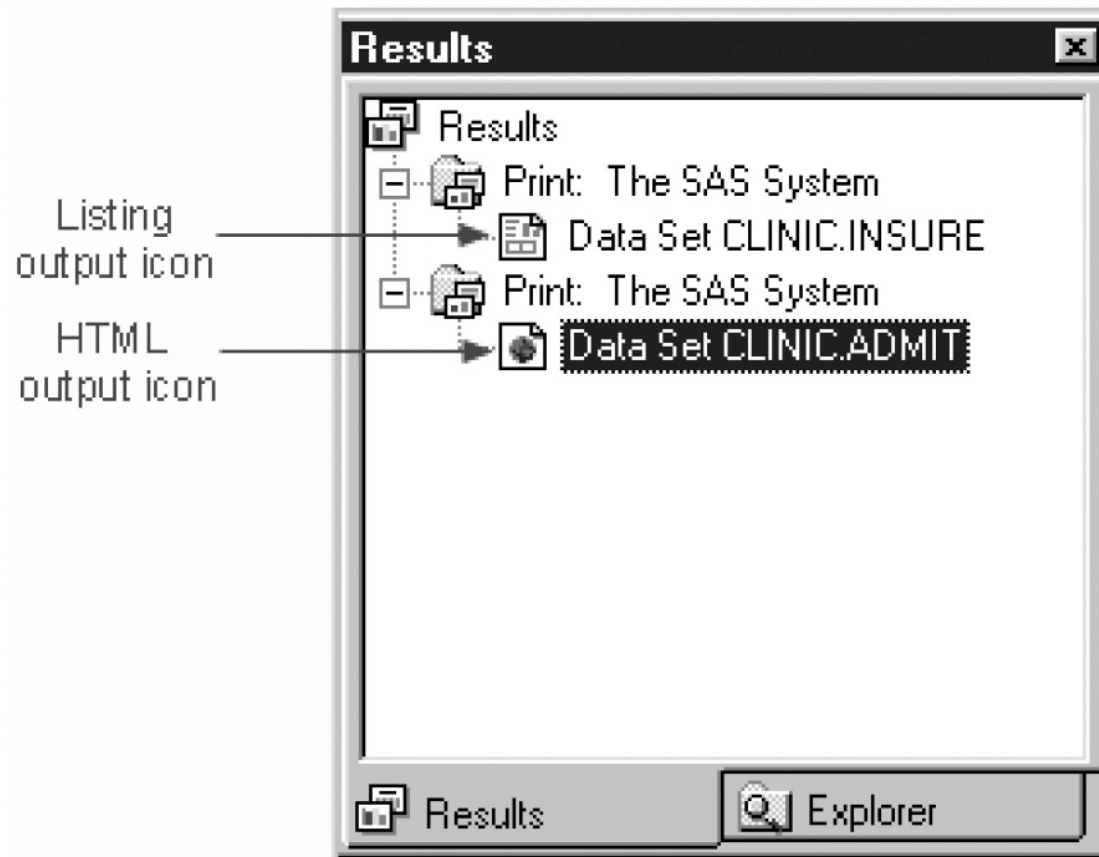 Results
Results
Print: The SAS System
Listing
output icon
Data Set CLINIC.INSURE
Print: The SAS System
HTML
output icon
Data Set CLINIC.ADMIT
Results
Explorer